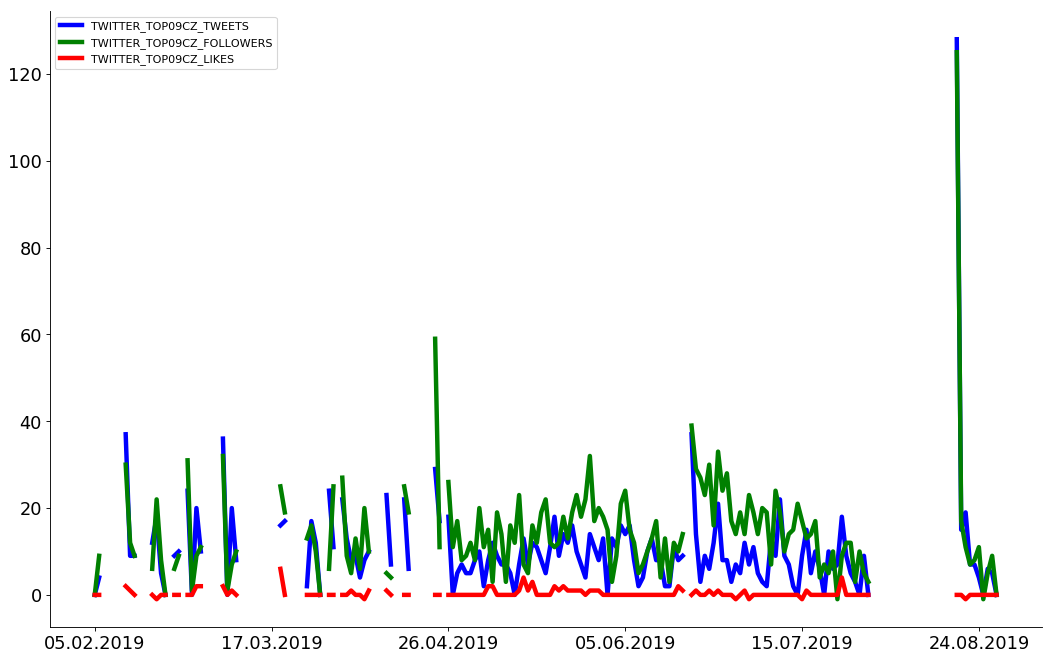 TWITTER_TOP09CZ_TWEETS
TWITTER_TOP09CZ_FOLLOWERS
TWITTER_TOP09CZ_LIKES
120
100
80
60
40
20
0
05.02.2019 17.03.2019 26.04.2019 05.06.2019 15.07.2019 24.08.2019